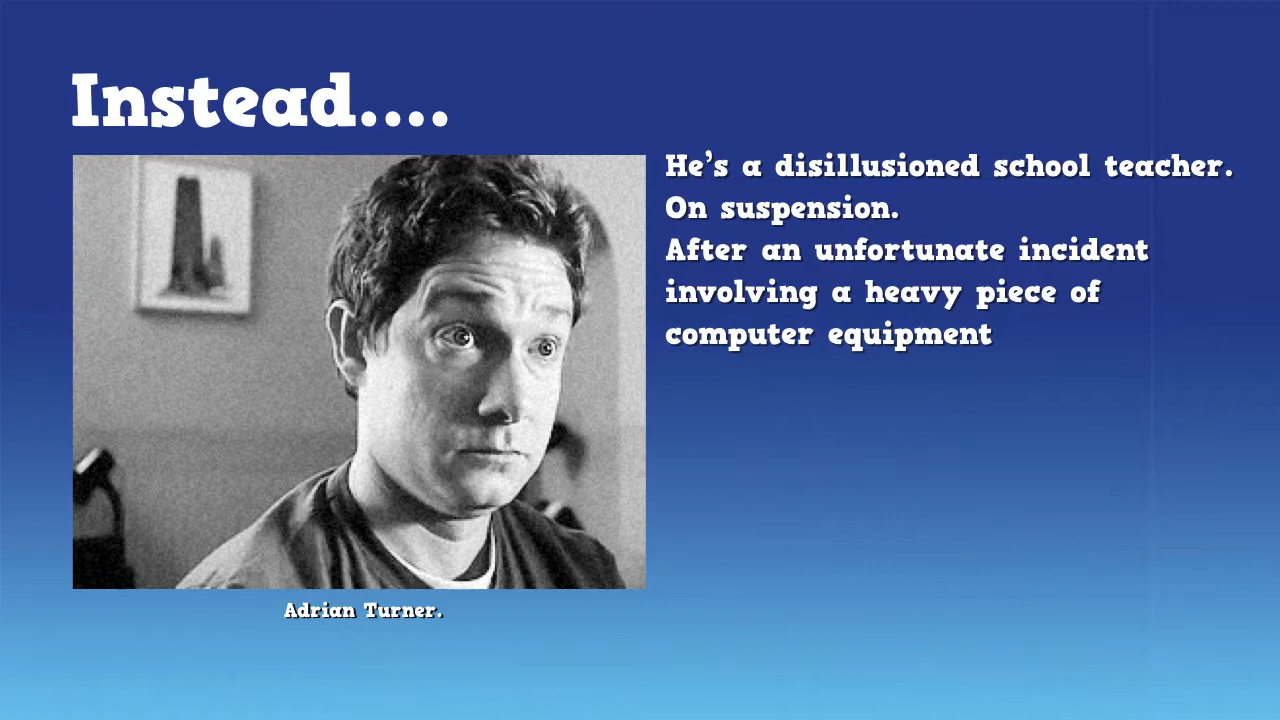 Instead....
He's a disillusioned school teacher.
On suspension.
After an unfortunate incident
involving a heavy piece of
computer equipment
Adrian Turner.